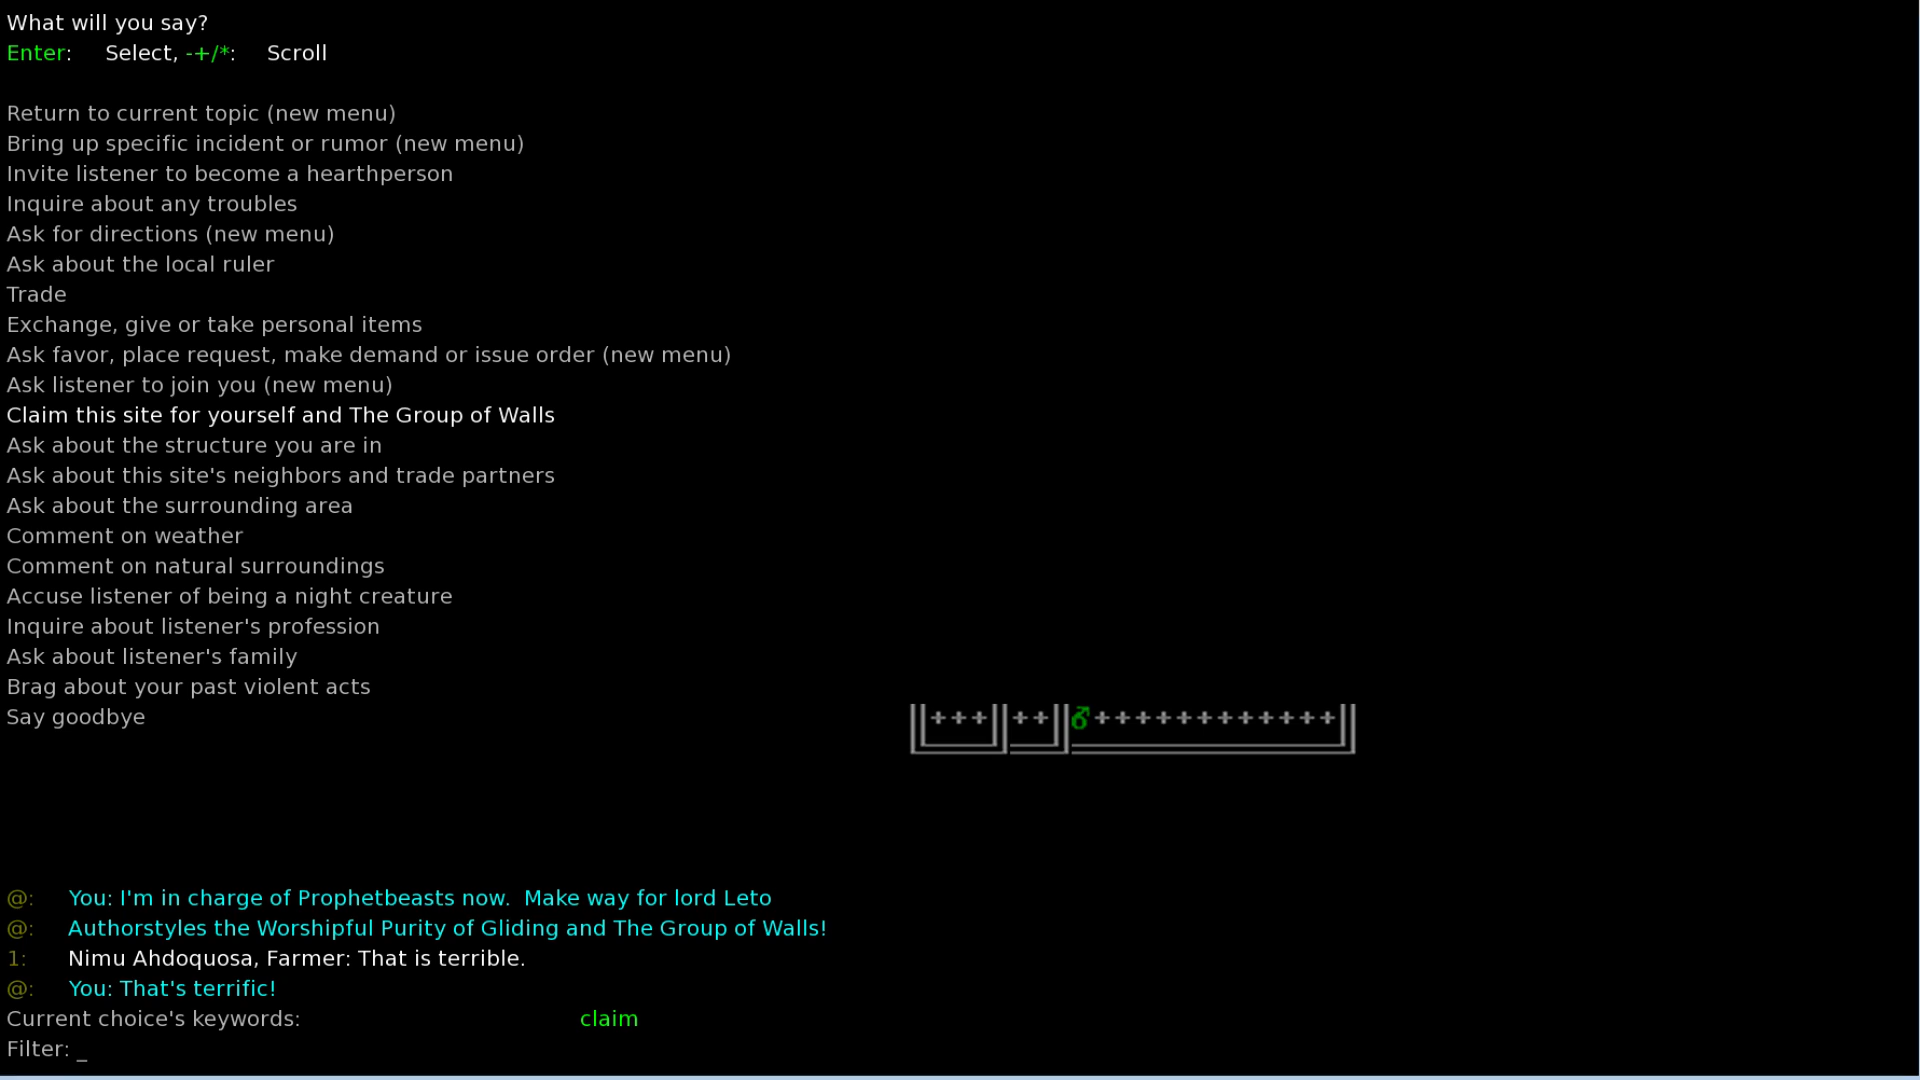 What will you say?
Enter: Select, -+/*: Scroll
Return to current topic (new menu)
Bring up specific incident or rumor (new menu)
Invite listener to become a hearthperson
Inquire about any troubles
Ask for directions (new menu)
Ask about the local ruler
Trade
Exchange, give or take personal items
Ask favor, place request, make demand or issue order (new menu)
Ask listener to join you (new menu)
Claim this site for yourself and The Group of Walls
Ask about the structure you are in
Ask about this site's neighbors and trade partners
Ask about the surrounding area
Comment on weather
Comment on natural surroundings
Accuse listener of being a night creature
Inquire about listener's profession
Ask about listener's family
Brag about your past violent acts
Say goodbye
@: You: I'm in charge of Prophetbeasts now. Make way for lord Leto
@: Authorstyles the Worshipful Purity of Gliding and The Group of Walls!
1: Nimu Ahdoquosa, Farmer: That is terrible.
@: You: That's terrific!
Current choice's keywords: claim
Filter: _